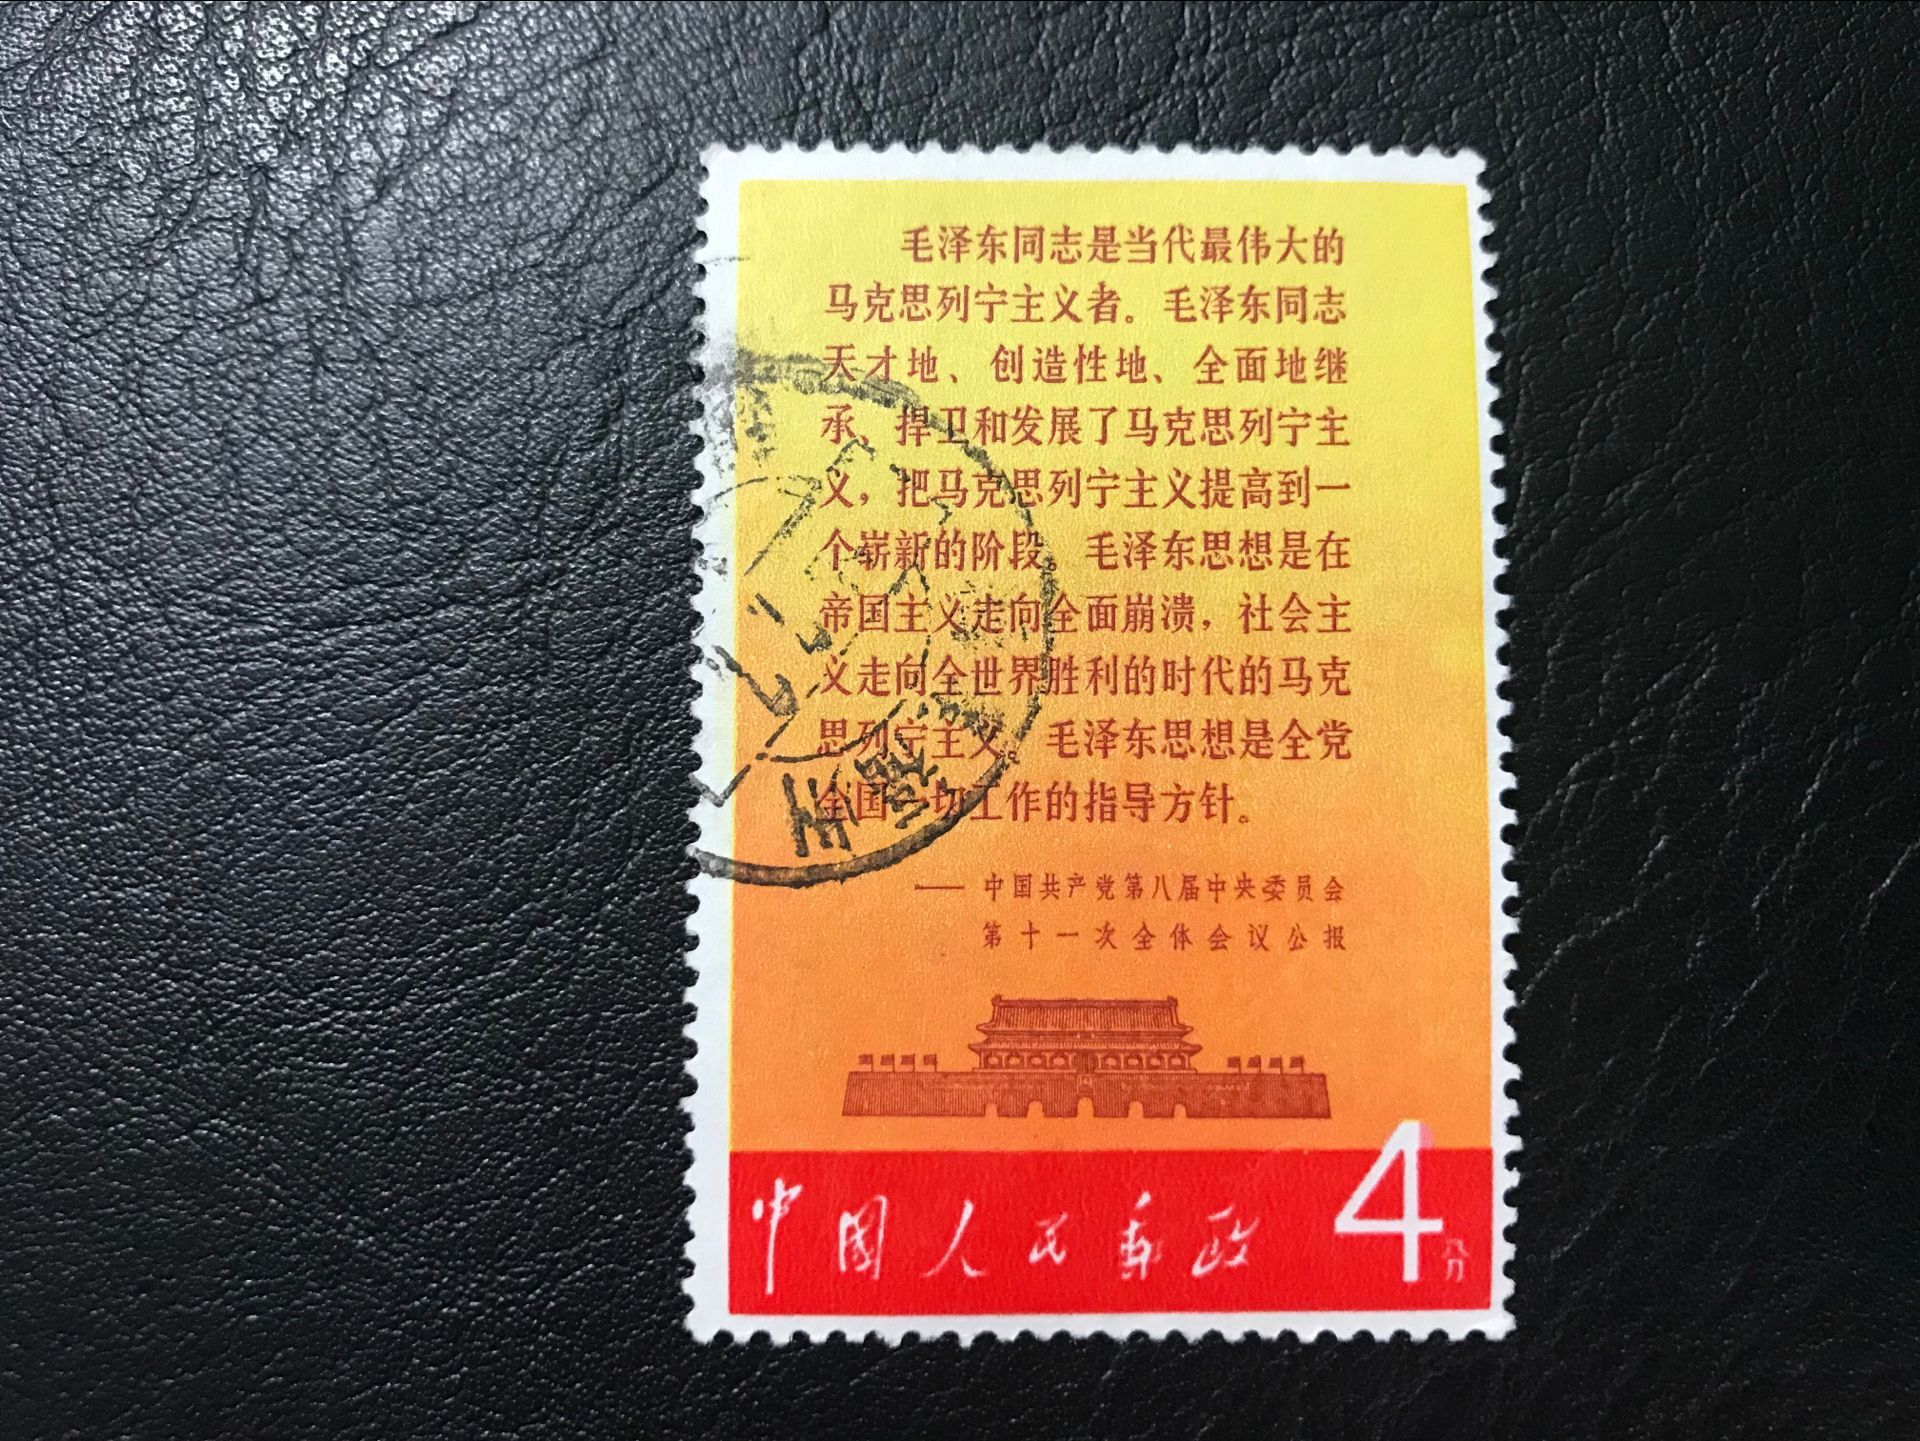 毛泽东同志是当代最伟大的
马克思列宁主义者。毛泽东同志
天才地、创造性地、全面地继
承、捍卫和发展了马克思列宁主
义，把马克思列宁主义提高到一
个崭新的阶段。毛泽东思想是在
帝国主义走向全面崩溃，社会主
义走向全世界胜利的时代的马克
思列宁主义。毛泽东思想是全党
全国一切工作的指导方针。
—— 中国共产党第八届中央委员会
第十一次全体会议公报
中国人民邮政 4分